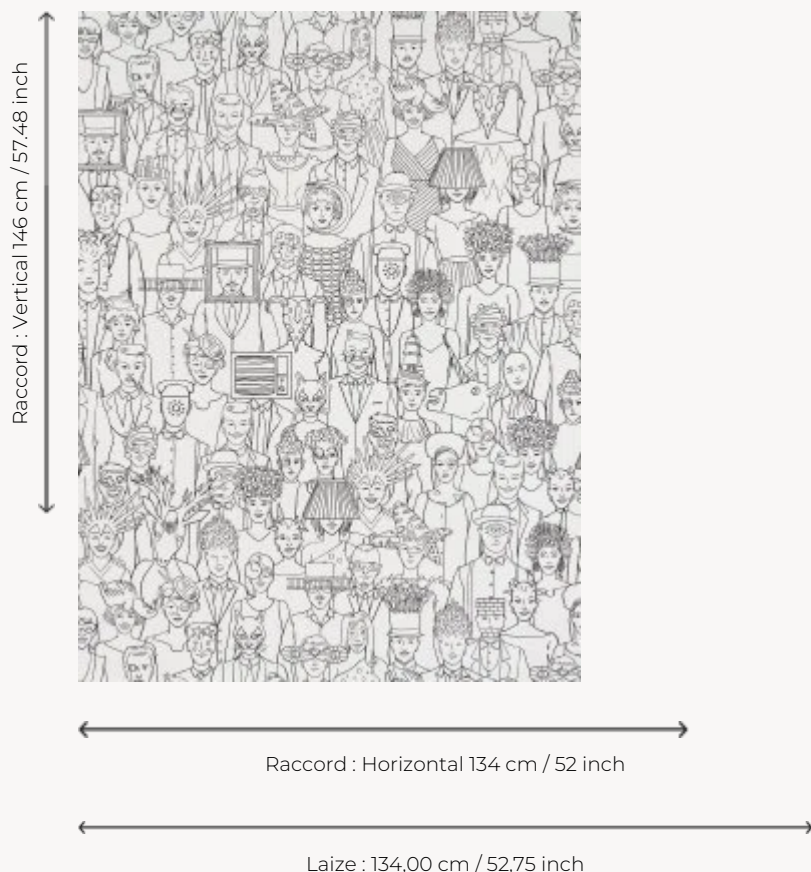 Raccord : Vertical 146 cm / 57.48 inch
Raccord : Horizontal 134 cm / 52 inch
Laize : 134,00 cm / 52,75 inch